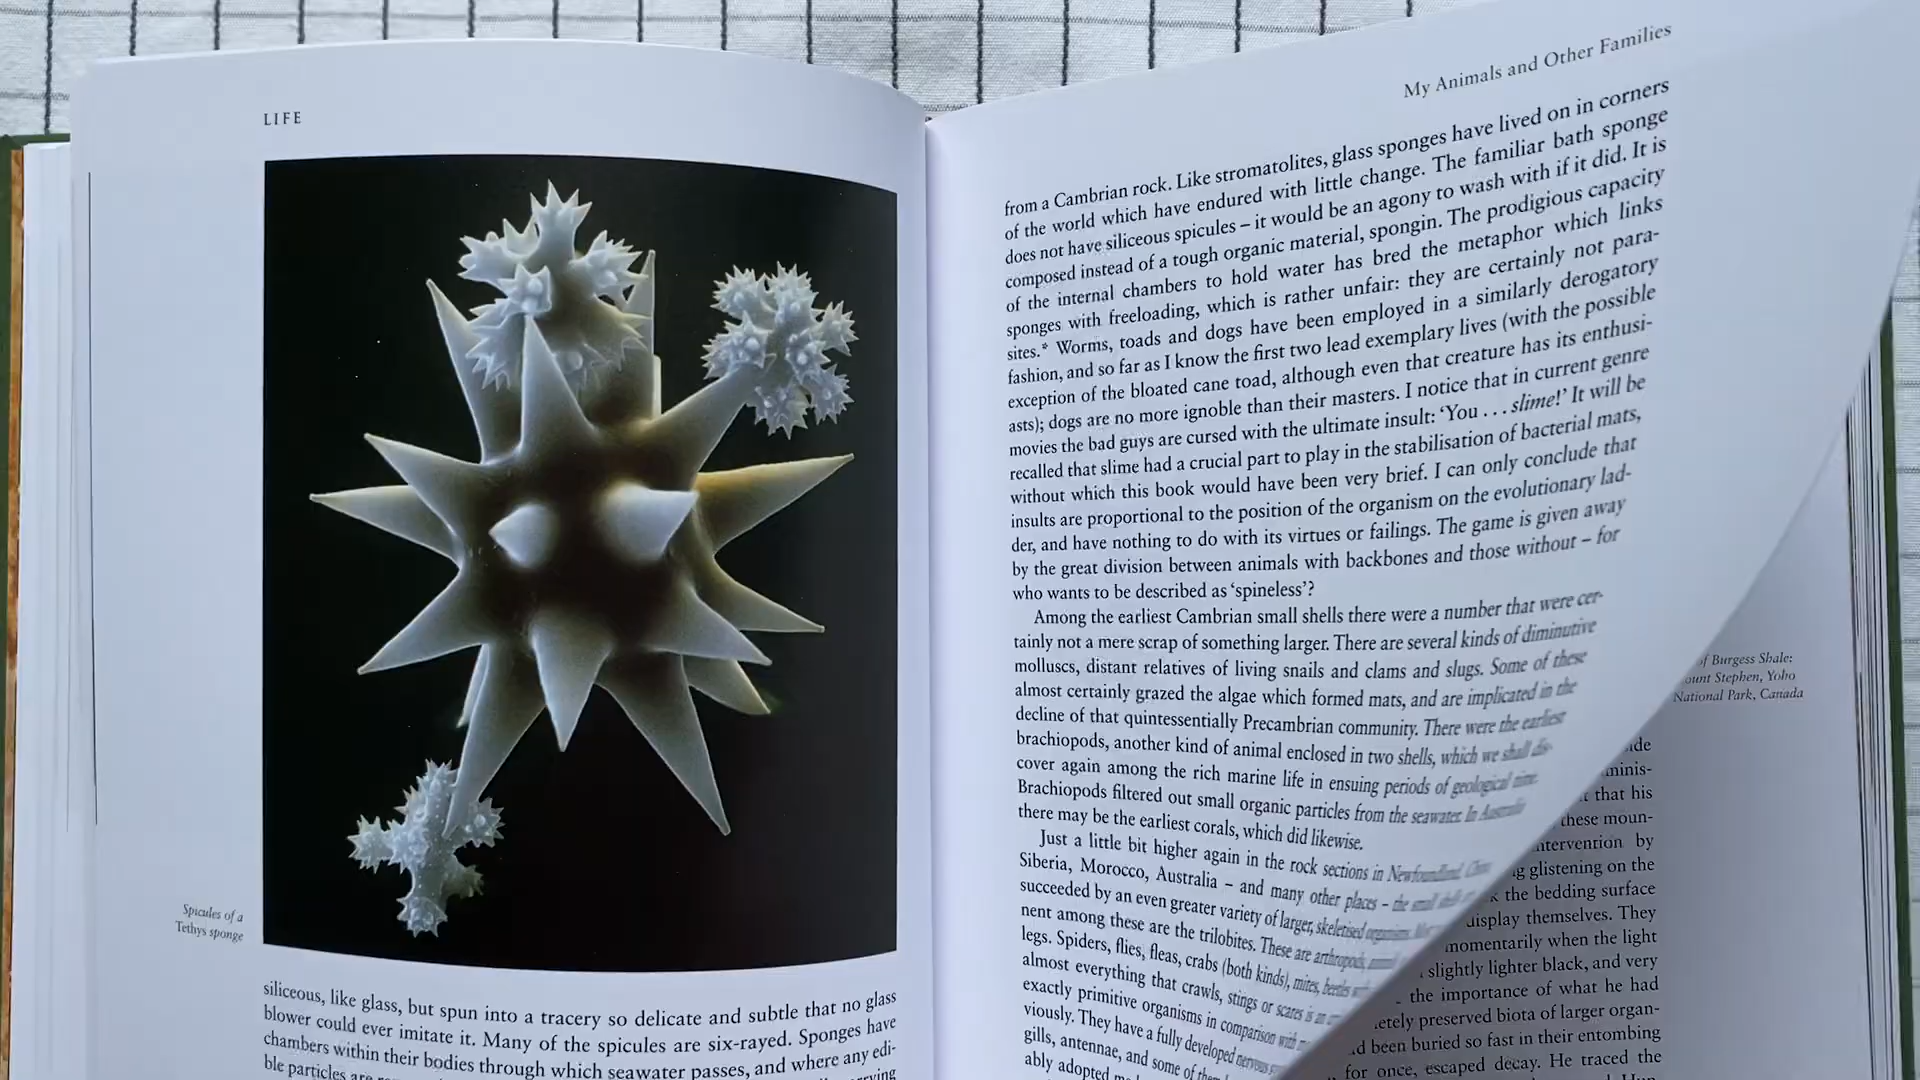 LIFE
Spicules of a
Tethys sponge
siliceous, like glass, but spun into a tracery so delicate and subtle that no glass
blower could ever imitate it. Many of the spicules are six-rayed. Sponges have
chambers within their bodies through which seawater passes, and where any edi-
ble particles are
My Animals and Other Families
from a Cambrian rock. Like stromatolites, glass sponges have lived on in corners
of the world which have endured with little change. The familiar bath sponge
does not have siliceous spicules – it would be an agony to wash with if it did. It is
composed instead of a tough organic material, spongin. The prodigious capacity
of the internal chambers to hold water has bred the metaphor which links
sponges with freeloading, which is rather unfair: they are certainly not para-
sites.* Worms, toads and dogs have been employed in a similarly derogatory
fashion, and so far as I know the first two lead exemplary lives (with the possible
exception of the bloated cane toad, although even that creature has its enthusi-
asts); dogs are no more ignoble than their masters. I notice that in current genre
movies the bad guys are cursed with the ultimate insult: ‘You . . . slime!’ It will be
recalled that slime had a crucial part to play in the stabilisation of bacterial mats,
without which this book would have been very brief. I can only conclude that
insults are proportional to the position of the organism on the evolutionary lad-
der, and have nothing to do with its virtues or failings. The game is given away
by the great division between animals with backbones and those without – for
who wants to be described as ‘spineless’?
Among the earliest Cambrian small shells there were a number that were cer-
tainly not a mere scrap of something larger. There are several kinds of diminutive
molluscs, distant relatives of living snails and clams and slugs. Some of these
almost certainly grazed the algae which formed mats, and are implicated in the
decline of that quintessentially Precambrian community. There were the earliest
brachiopods, another kind of animal enclosed in two shells, which we shall dis-
cover again among the rich marine life in ensuing periods of geological time.
Brachiopods filtered out small organic particles from the seawater. In Australia
there may be the earliest corals, which did likewise.
Just a little bit higher again in the rock sections in Newfoundland,
Siberia, Morocco, Australia – and many other places – the small
succeeded by an even greater variety of larger, skeletised organisms.
nent among these are the trilobites. These are arthropods,
legs. Spiders, flies, fleas, crabs (both kinds), mites, beetles
almost everything that crawls, stings or scares is an
exactly primitive organisms in comparison with
viously. They have a fully developed nervous
gills, antennae, and some of
ably adopted
of Burgess Shale:
Mount Stephen, Yoho
National Park, Canada
minis-
that his
these moun-
intervention by
glistening on the
the bedding surface
display themselves. They
momentarily when the light
slightly lighter black, and very
the importance of what he had
preserved biota of larger organ-
had been buried so fast in their entombing
for once, escaped decay. He traced the